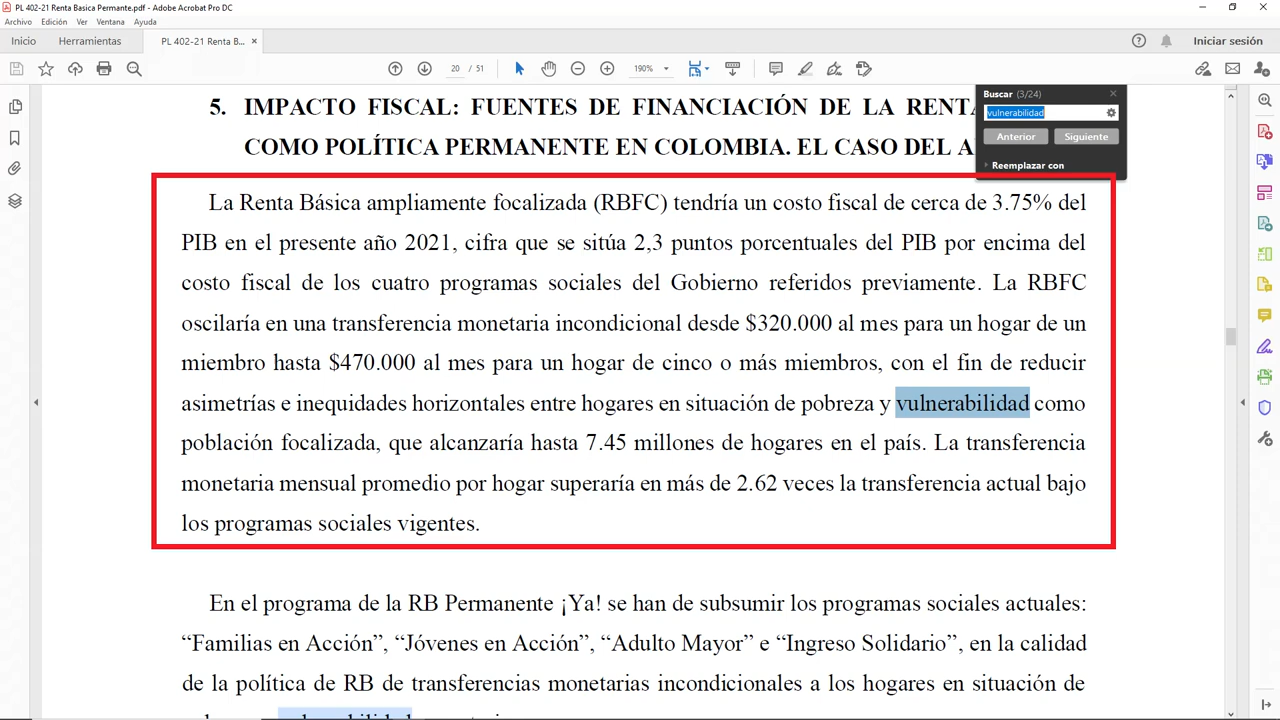 PL 402-21 Renta Basica Permante.pdf - Adobe Acrobat Pro DC
Archivo Edición Ver Ventana Ayuda
Inicio Herramientas PL 402-21 Renta B... × Iniciar sesión
20 / 51 190%
Buscar (3/24)
vulnerabilidad
Anterior Siguiente
Reemplazar con
5. IMPACTO FISCAL: FUENTES DE FINANCIACIÓN DE LA RENTA
COMO POLÍTICA PERMANENTE EN COLOMBIA. EL CASO DEL A
La Renta Básica ampliamente focalizada (RBFC) tendría un costo fiscal de cerca de 3.75% del
PIB en el presente año 2021, cifra que se sitúa 2,3 puntos porcentuales del PIB por encima del
costo fiscal de los cuatro programas sociales del Gobierno referidos previamente. La RBFC
oscilaría en una transferencia monetaria incondicional desde $320.000 al mes para un hogar de un
miembro hasta $470.000 al mes para un hogar de cinco o más miembros, con el fin de reducir
asimetrías e inequidades horizontales entre hogares en situación de pobreza y vulnerabilidad como
población focalizada, que alcanzaría hasta 7.45 millones de hogares en el país. La transferencia
monetaria mensual promedio por hogar superaría en más de 2.62 veces la transferencia actual bajo
los programas sociales vigentes.
En el programa de la RB Permanente ¡Ya! se han de subsumir los programas sociales actuales:
“Familias en Acción”, “Jóvenes en Acción”, “Adulto Mayor” e “Ingreso Solidario”, en la calidad
de la política de RB de transferencias monetarias incondicionales a los hogares en situación de